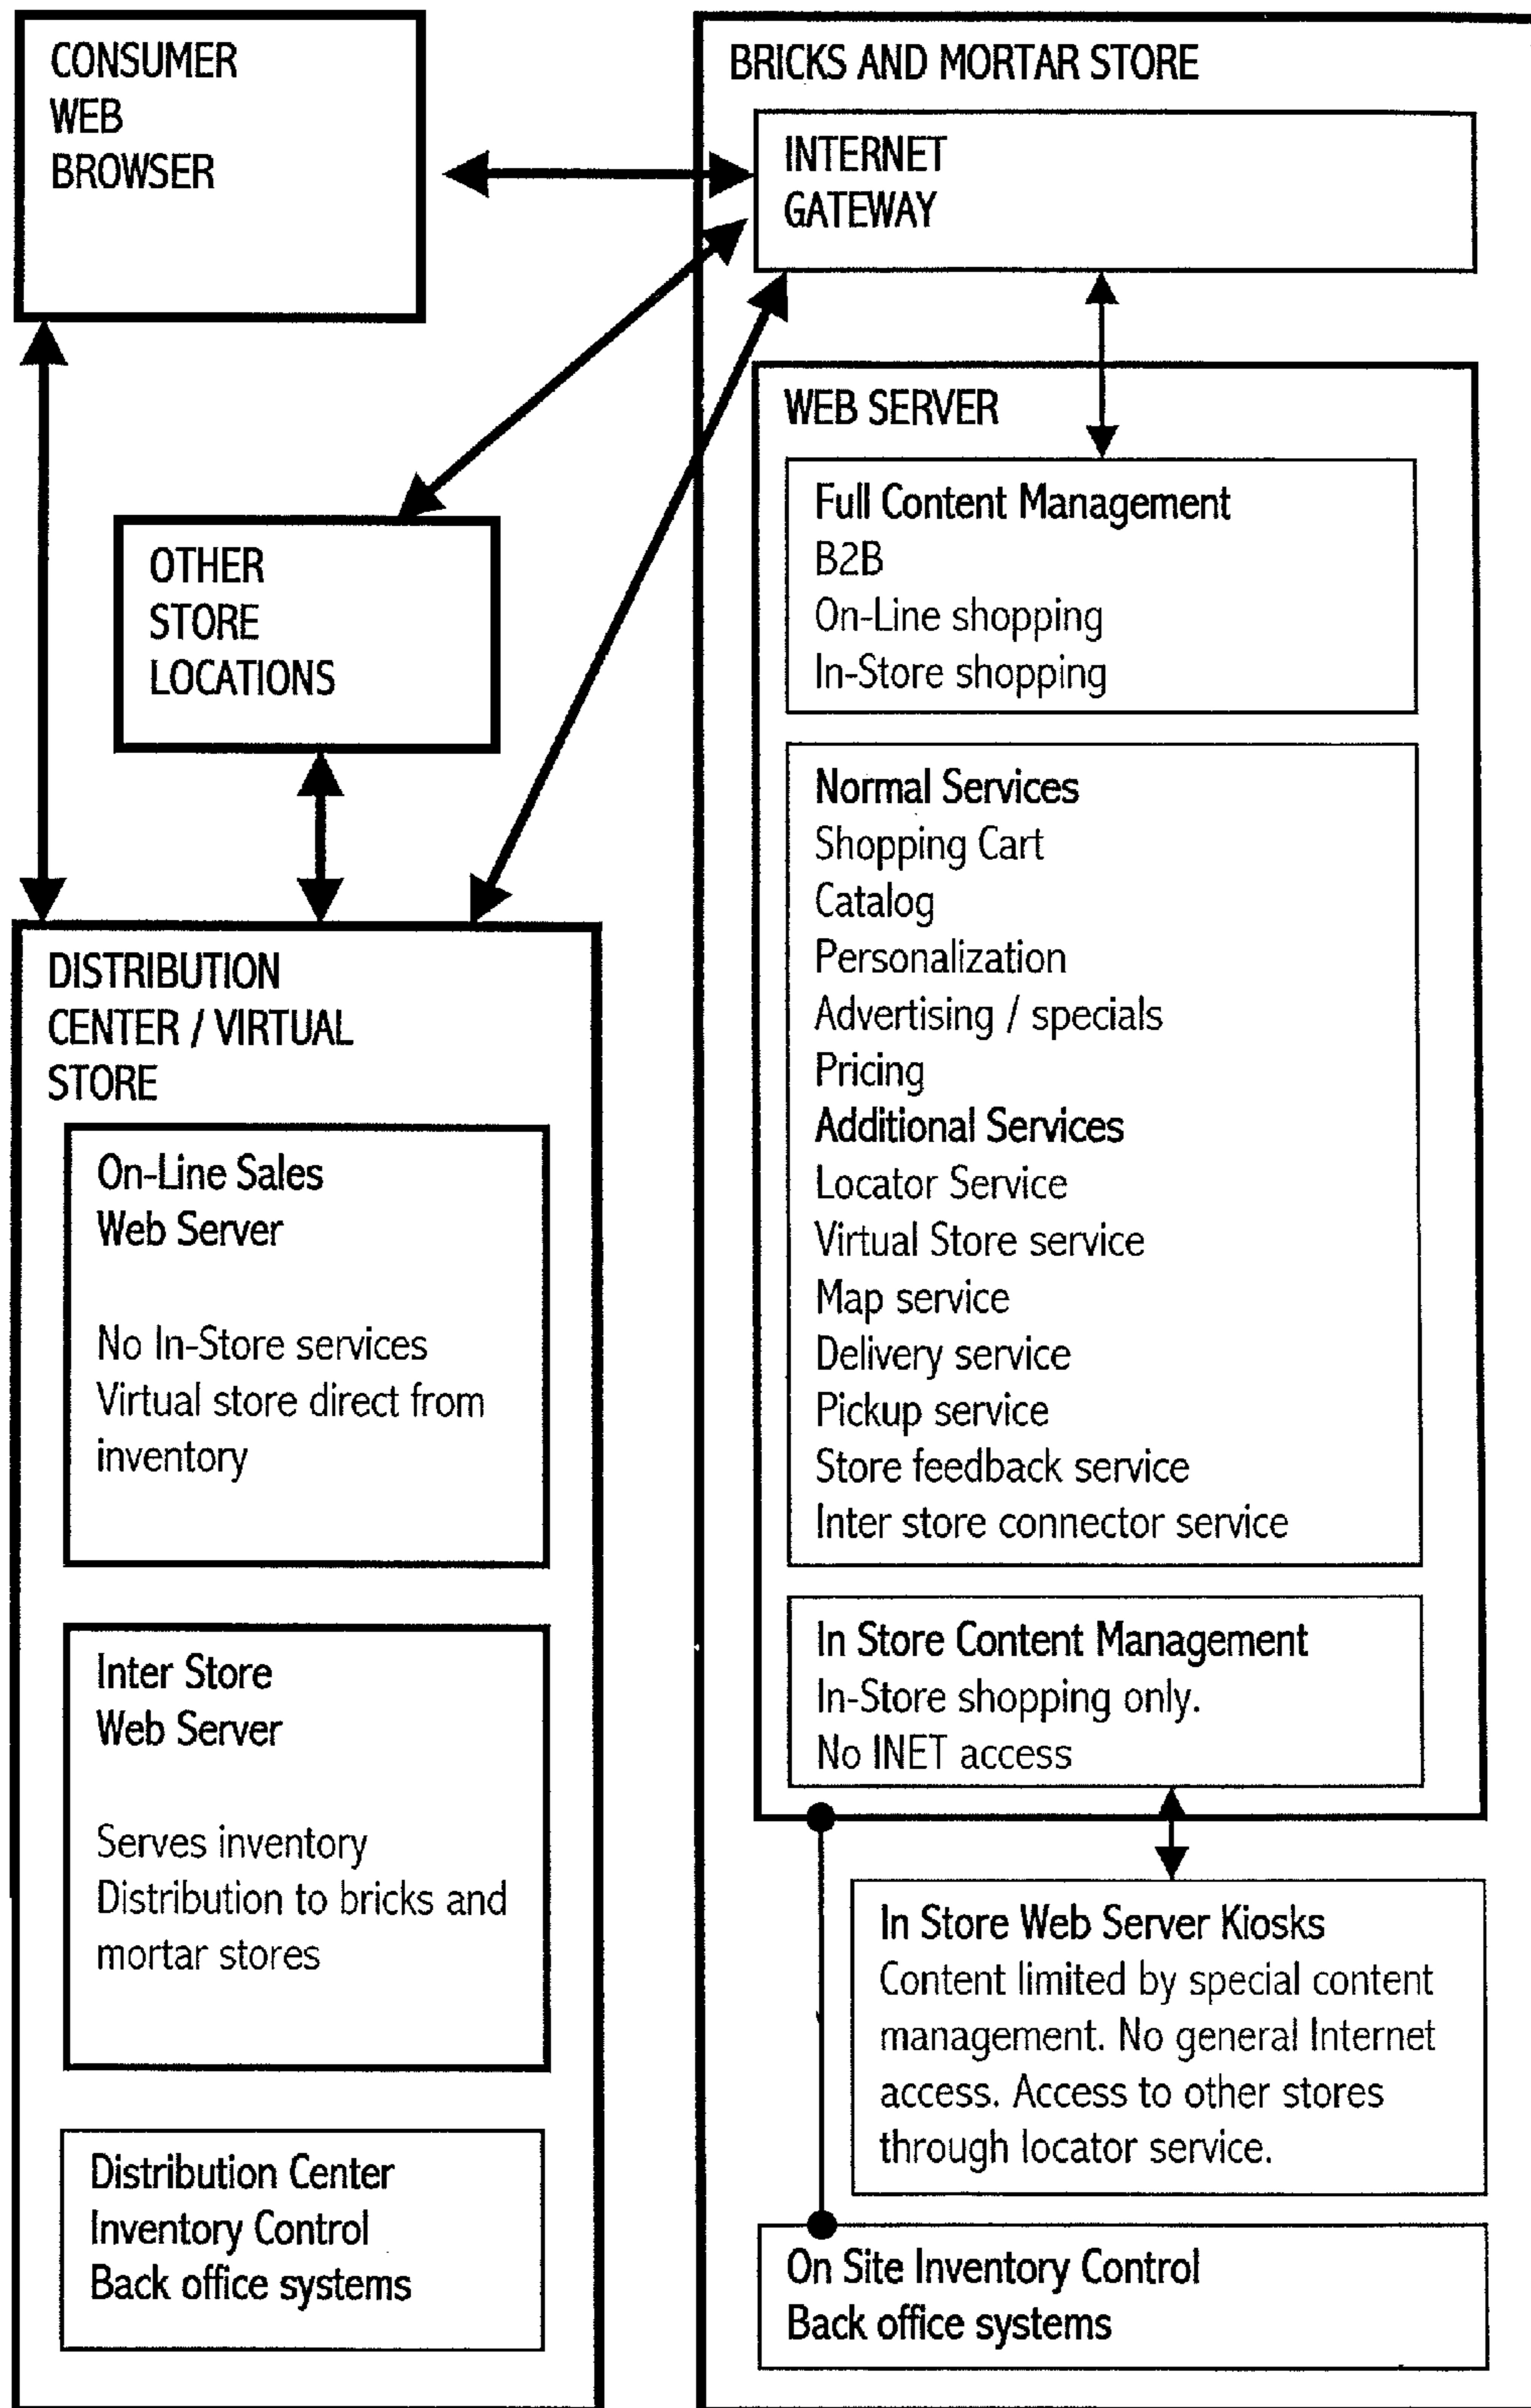 CONSUMER
WEB
BROWSER
BRICKS AND MORTAR STORE
INTERNET
GATEWAY
WEB SERVER
Full Content Management
B2B
On-Line shopping
In-Store shopping
OTHER
STORE
LOCATIONS
Normal Services
Shopping Cart
Catalog
Personalization
Advertising / specials
Pricing
Additional Services
Locator Service
Virtual Store service
Map service
Delivery service
Pickup service
Store feedback service
Inter store connector service
DISTRIBUTION
CENTER / VIRTUAL
STORE
On-Line Sales
Web Server
No In-Store services
Virtual store direct from
inventory
Inter Store
Web Server
Serves inventory
Distribution to bricks and
mortar stores
Distribution Center
Inventory Control
Back office systems
In Store Content Management
In-Store shopping only.
No INET access
In Store Web Server Kiosks
Content limited by special content
management. No general Internet
access. Access to other stores
through locator service.
On Site Inventory Control
Back office systems